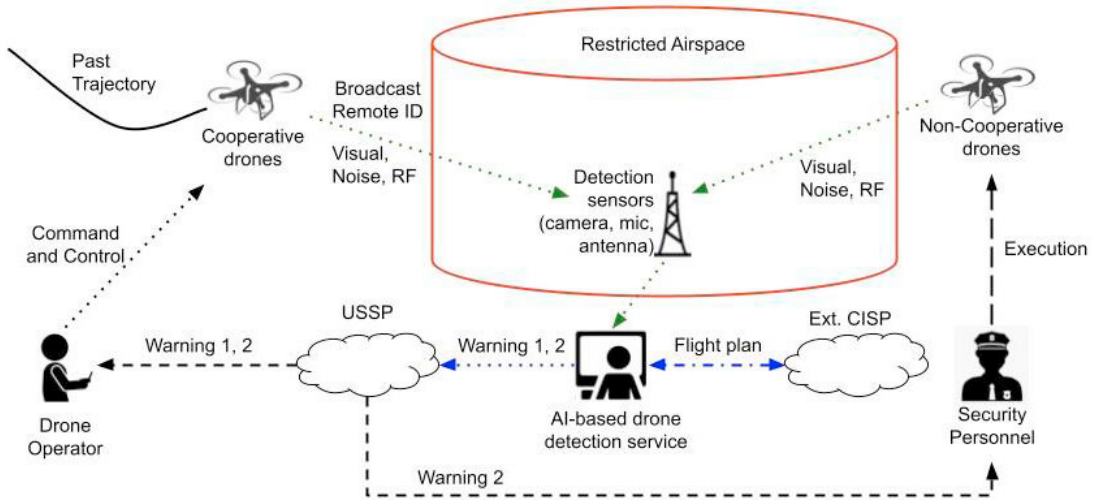 Past
Trajectory
Restricted Airspace
Broadcast
Remote ID
Cooperative
drones
Non-Cooperative
drones
Visual,
Noise, RF
Detection
sensors
(camera, mic,
antenna)
Visual,
Noise, RF
Command
and Control
Execution
USSP
Ext. CISP
Warning 1, 2
Warning 1, 2
Flight plan
Drone
Operator
AI-based drone
detection service
Security
Personnel
Warning 2